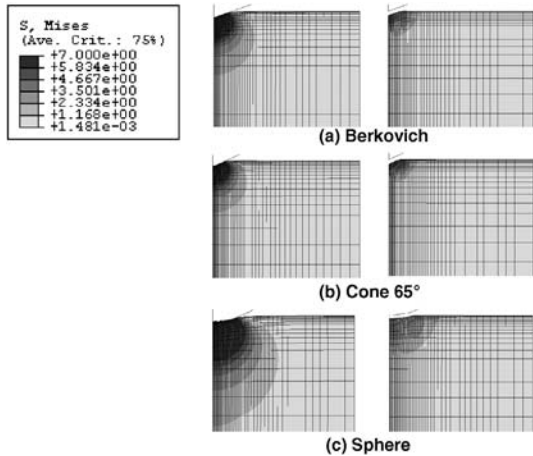 S, Mises
(Ave. Crit.: 75%)
+7.000e+00
+5.834e+00
+4.667e+00
+3.501e+00
+2.334e+00
+1.168e+00
+1.481e-03
(a) Berkovich
(b) Cone 65°
(c) Sphere